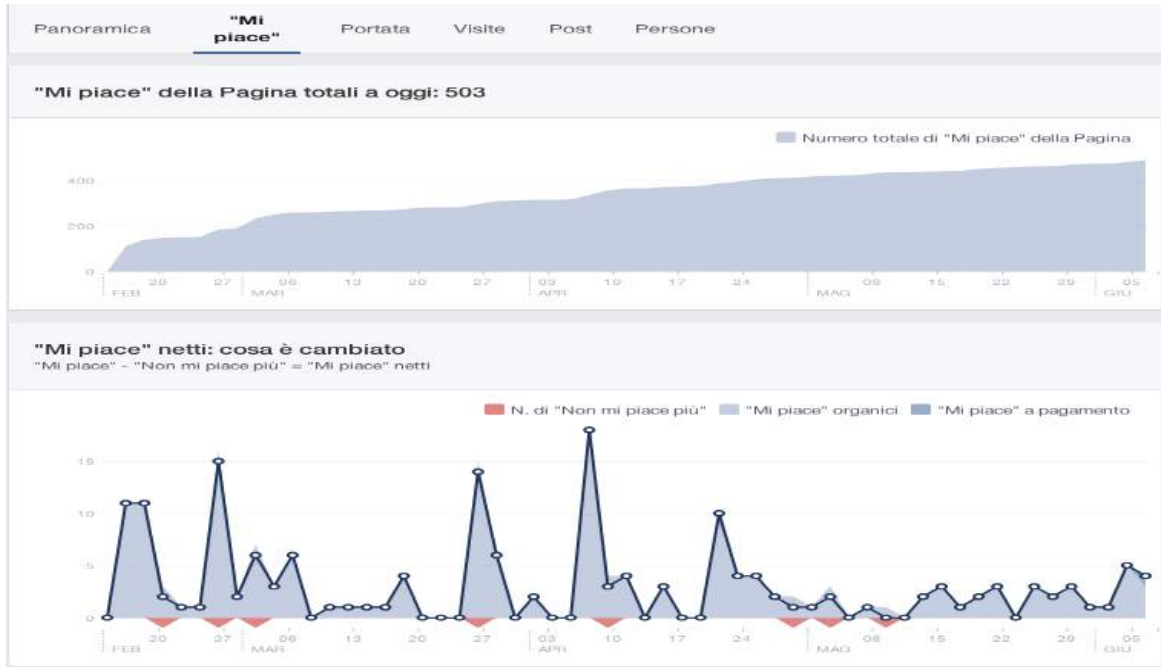 Panoramica "Mi piace" Portata Visite Post Persone
"Mi piace" della Pagina totali a oggi: 503
Numero totale di "Mi piace" della Pagina
400
200
0
20 27 06 13 20 27 03 10 17 24 08 15 22 29 05
FEB MAR APR MAG GIU
"Mi piace" netti: cosa è cambiato
"Mi piace" - "Non mi piace più" = "Mi piace" netti
N. di "Non mi piace più" "Mi piace" organici "Mi piace" a pagamento
15
10
5
0
20 27 06 13 20 27 03 10 17 24 08 15 22 29 05
FEB MAR APR MAG GIU